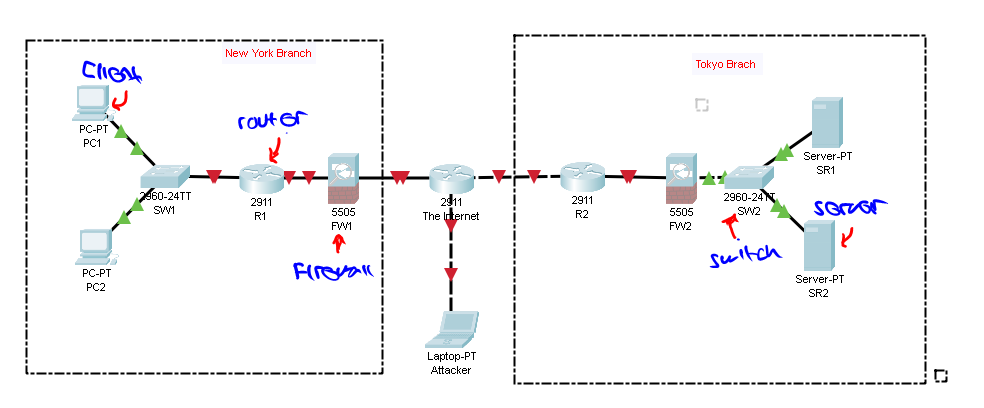 New York Branch
Tokyo Brach
Client
PC-PT
PC1
router
2960-24TT
SW1
2911
R1
5505
FW1
Firewall
PC-PT
PC2
2911
The Internet
Laptop-PT
Attacker
2911
R2
5505
FW2
2960-24TT
SW2
switch
Server-PT
SR1
server
Server-PT
SR2